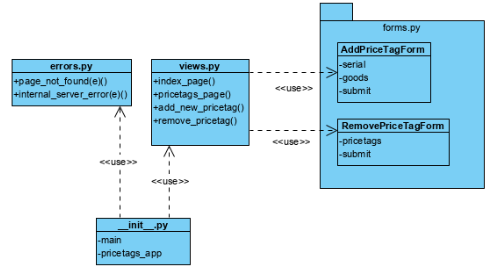 forms.py
errors.py
+page_not_found(e)()
+internal_server_error(e)()
views.py
+index_page()
+pricetags_page()
+add_new_pricetag()
+remove_pricetag()
<<use>>
AddPriceTagForm
-serial
-goods
-submit
<<use>>
RemovePriceTagForm
-pricetags
-submit
<<use>>
<<use>>
__init__.py
-main
-pricetags_app